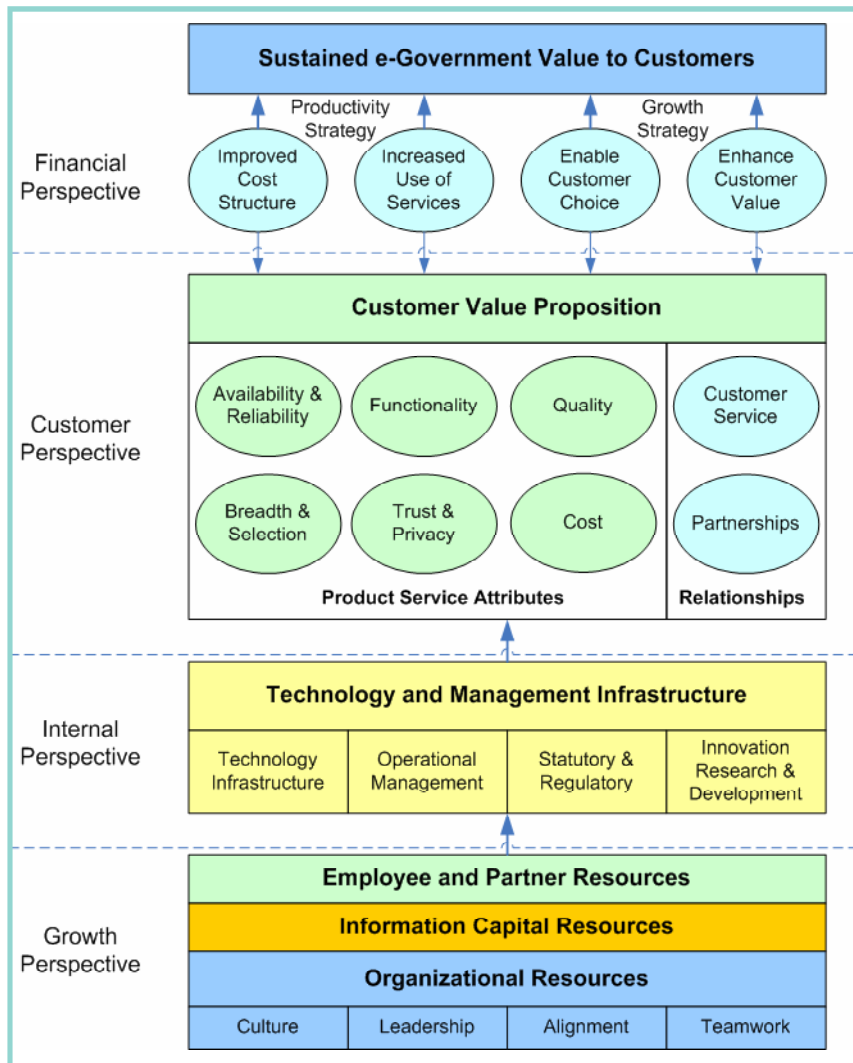 Sustained e-Government Value to Customers
Productivity
Strategy
Growth
Strategy
Financial
Perspective
Improved
Cost
Structure
Increased
Use of
Services
Enable
Customer
Choice
Enhance
Customer
Value
Customer Value Proposition
Customer
Perspective
Availability &
Reliability
Functionality
Quality
Customer
Service
Breadth &
Selection
Trust &
Privacy
Cost
Partnerships
Product Service Attributes
Relationships
Internal
Perspective
Technology and Management Infrastructure
Technology
Infrastructure
Operational
Management
Statutory &
Regulatory
Innovation
Research &
Development
Growth
Perspective
Employee and Partner Resources
Information Capital Resources
Organizational Resources
Culture
Leadership
Alignment
Teamwork